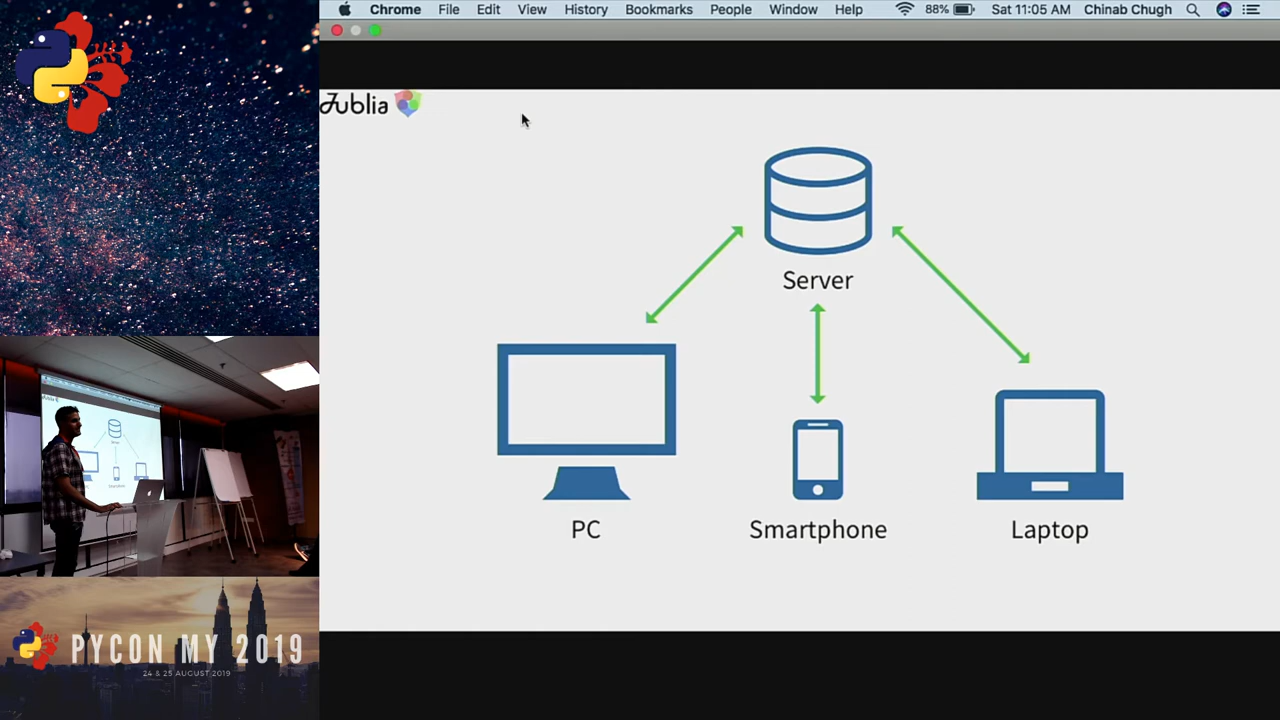 Chrome File Edit View History Bookmarks People Window Help 88% Sat 11:05 AM Chinab Chugh
Jublia
Server
PC
Smartphone
Laptop
PYCON MY 2019
24 & 25 AUGUST 2019